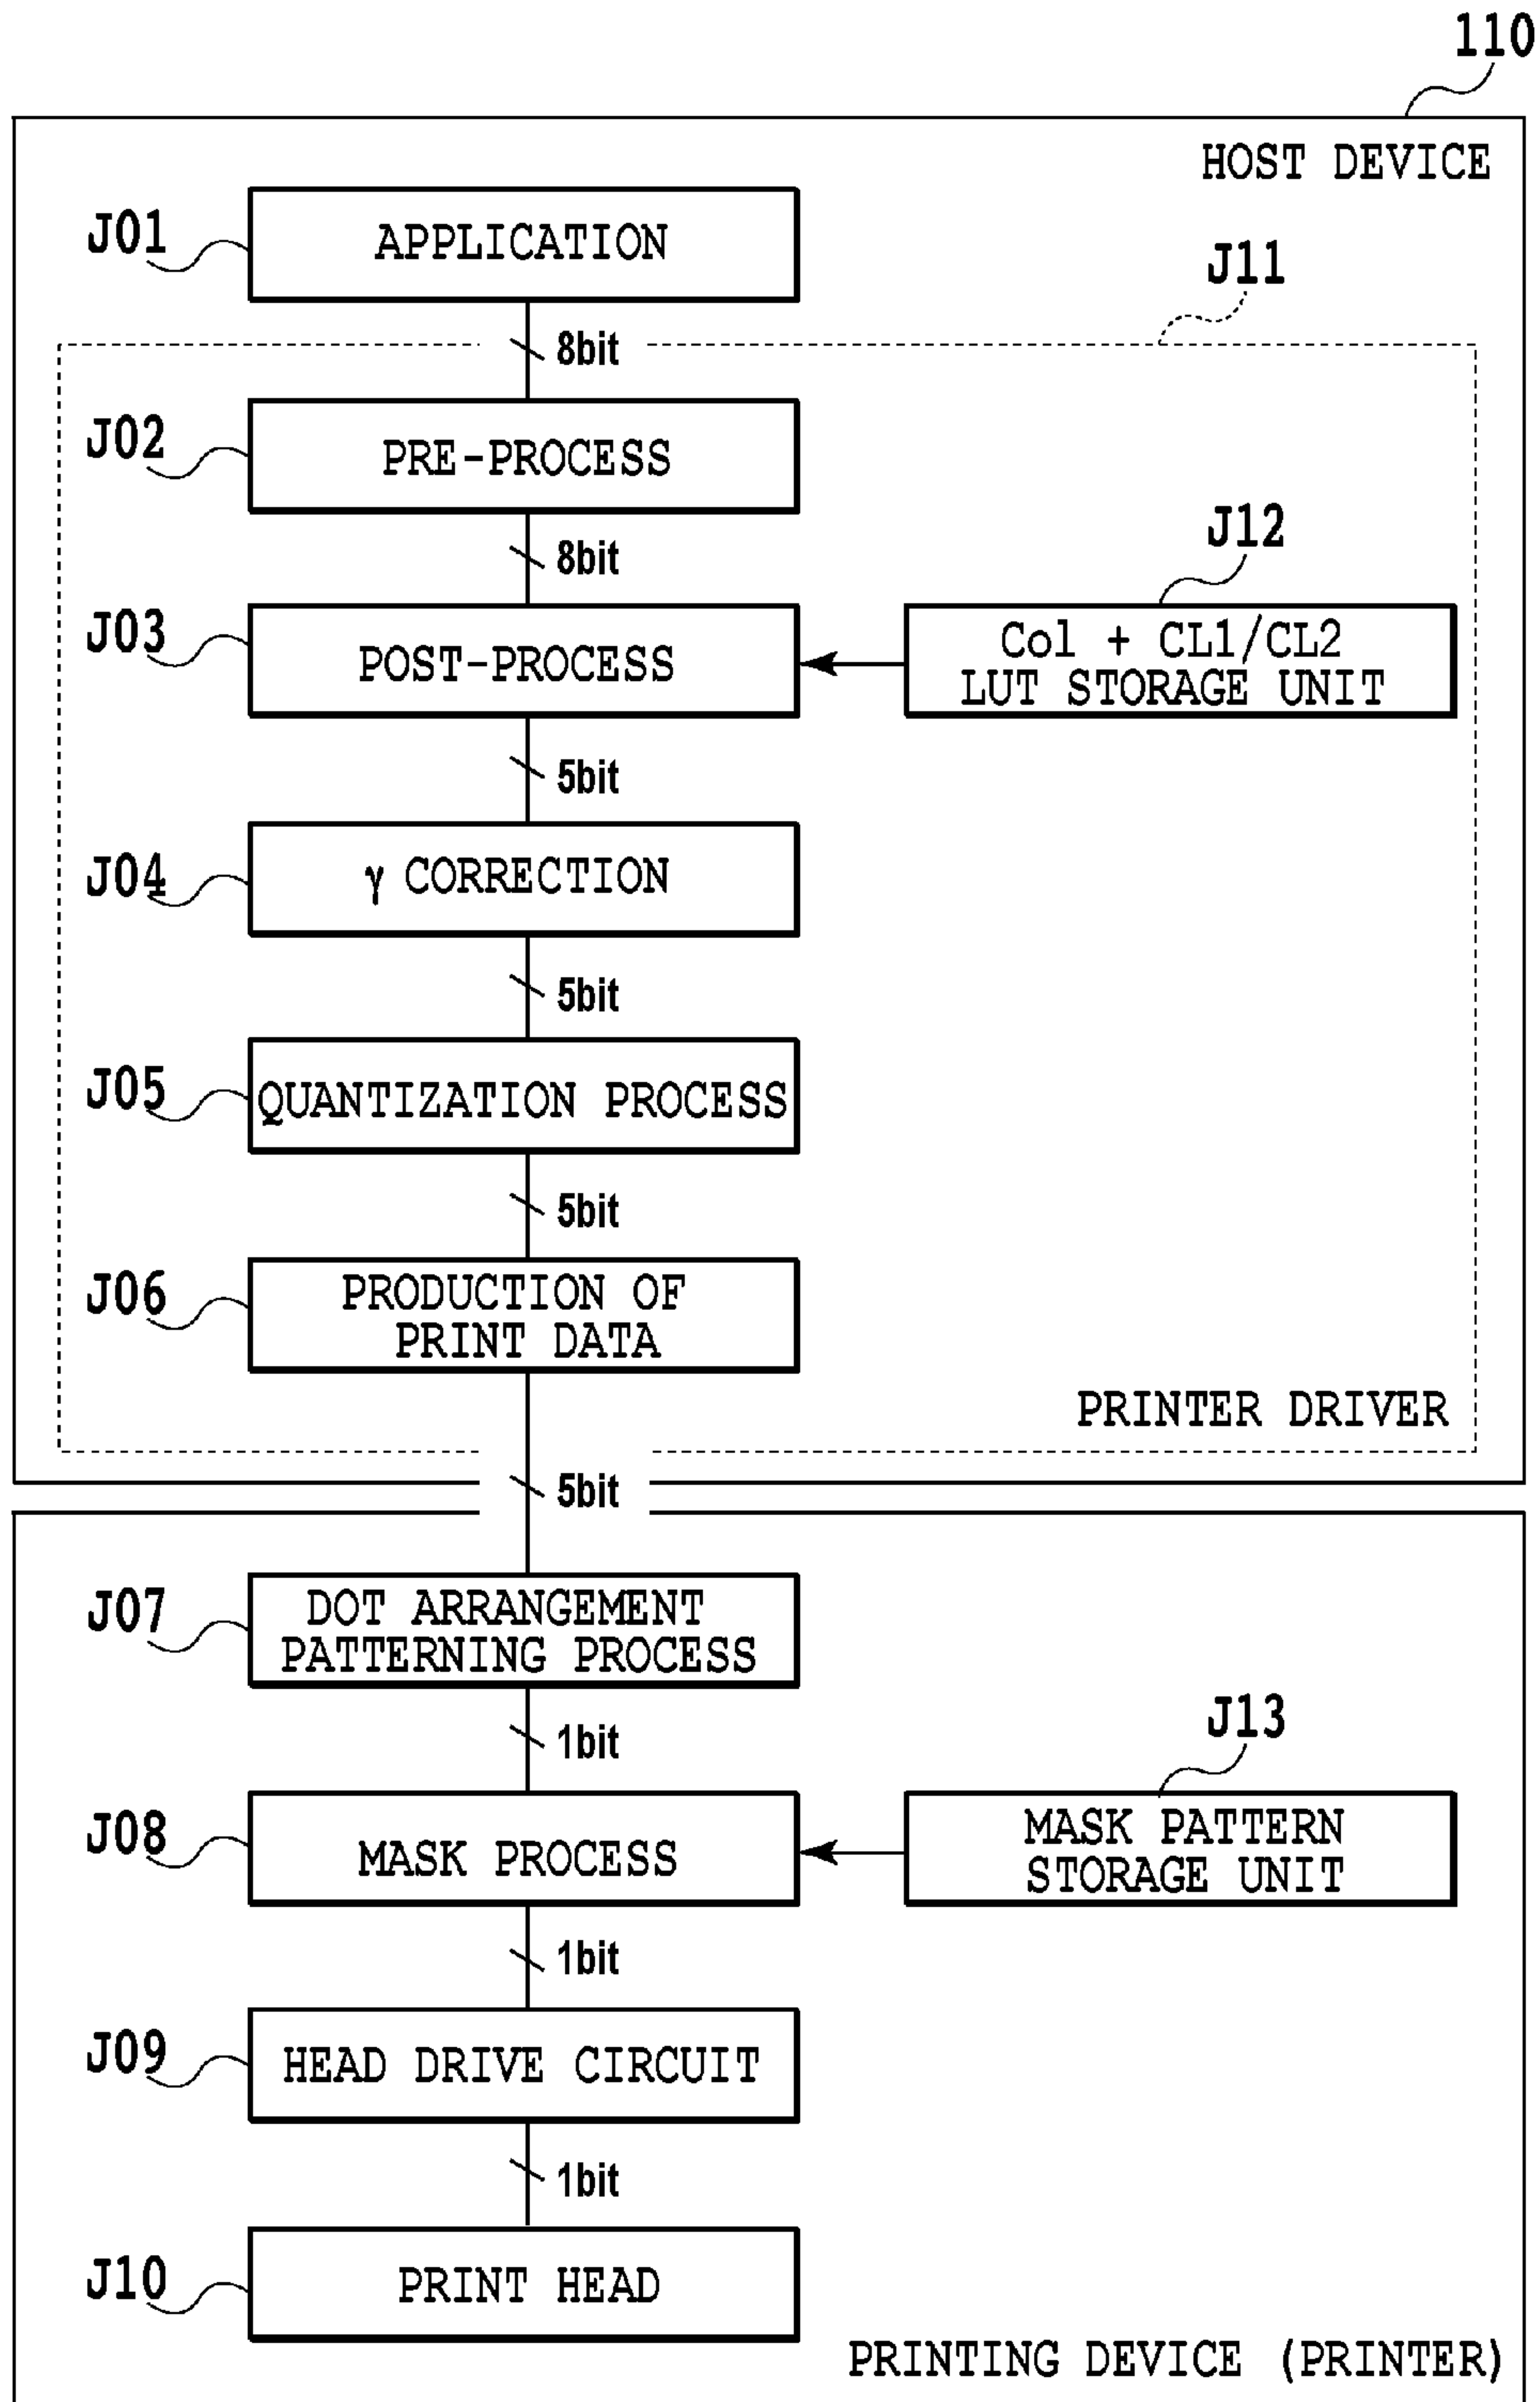 110
HOST DEVICE
J01
APPLICATION
J11
8bit
J02
PRE-PROCESS
8bit
J12
J03
POST-PROCESS
Col + CL1/CL2
LUT STORAGE UNIT
5bit
J04
γ CORRECTION
5bit
J05
QUANTIZATION PROCESS
5bit
J06
PRODUCTION OF
PRINT DATA
PRINTER DRIVER
5bit
J07
DOT ARRANGEMENT
PATTERNING PROCESS
1bit
J13
J08
MASK PROCESS
MASK PATTERN
STORAGE UNIT
1bit
J09
HEAD DRIVE CIRCUIT
1bit
J10
PRINT HEAD
PRINTING DEVICE (PRINTER)